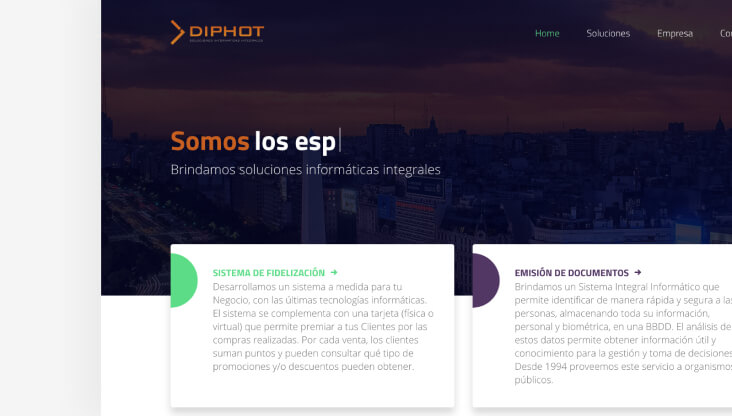 DIPHOT
SOLUCIONES INFORMÁTICAS INTEGRALES
Home Soluciones Empresa Co
Somos los esp
Brindamos soluciones informáticas integrales
SISTEMA DE FIDELIZACIÓN →
Desarrollamos un sistema a medida para tu
Negocio, con las últimas tecnologías informáticas.
El sistema se complementa con una tarjeta (física o
virtual) que permite premiar a tus Clientes por las
compras realizadas. Por cada venta, los clientes
suman puntos y pueden consultar qué tipo de
promociones y/o descuentos pueden obtener.
EMISIÓN DE DOCUMENTOS →
Brindamos un Sistema Integral Informático que
permite identificar de manera rápida y segura a las
personas, almacenando toda su información,
personal y biométrica, en una BBDD. El análisis de
estos datos permite obtener información útil y
conocimiento para la gestión y toma de decisiones
Desde 1994 proveemos este servicio a organismos
públicos.